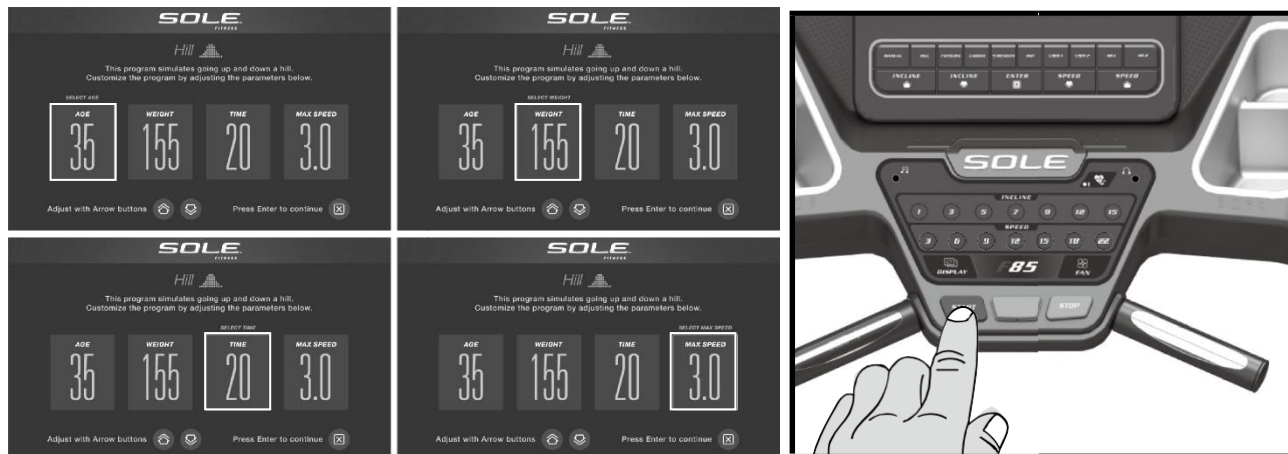 SOLE
FITNESS
Hill
This program simulates going up and down a hill.
Customize the program by adjusting the parameters below.
SELECT AGE
AGE WEIGHT TIME MAX SPEED
35 155 20 3.0
Adjust with Arrow buttons Press Enter to continue
SOLE
FITNESS
Hill
This program simulates going up and down a hill.
Customize the program by adjusting the parameters below.
SELECT WEIGHT
AGE WEIGHT TIME MAX SPEED
35 155 20 3.0
Adjust with Arrow buttons Press Enter to continue
SOLE
FITNESS
Hill
This program simulates going up and down a hill.
Customize the program by adjusting the parameters below.
SELECT TIME
AGE WEIGHT TIME MAX SPEED
35 155 20 3.0
Adjust with Arrow buttons Press Enter to continue
SOLE
FITNESS
Hill
This program simulates going up and down a hill.
Customize the program by adjusting the parameters below.
SELECT MAX SPEED
AGE WEIGHT TIME MAX SPEED
35 155 20 3.0
Adjust with Arrow buttons Press Enter to continue
MANUAL HILL CARDIO STRENGTH USER 1 USER 2
INCLINE INCLINE ENTER SPEED SPEED
SOLE
INCLINE
1 3 5 7 9 12 15
SPEED
3 6 9 12 15 18 22
DISPLAY F85 FAN
STOP